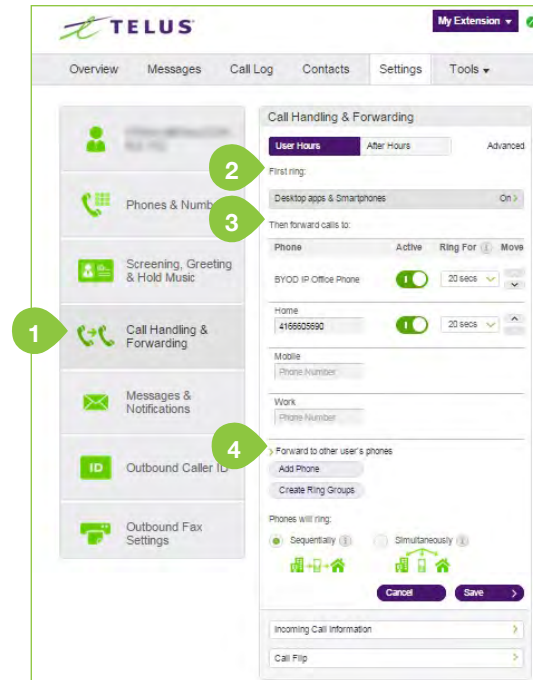 TELUS
My Extension
Overview Messages Call Log Contacts Settings Tools
Call Handling & Forwarding
User Hours After Hours Advanced
2
First ring:
Desktop apps & Smartphones On
3
Then forward calls to:
Phone Active Ring For i Move
BYOD IP Office Phone 20 secs
Home
4166605690 20 secs
Mobile
Phone Number
Work
Phone Number
4
Forward to other user's phones
Add Phone
Create Ring Groups
Phones will ring:
Sequentially i Simultaneously i
Cancel Save
Incoming Call Information
Call Flip
Phones & Numb
Screening, Greeting
& Hold Music
1
Call Handling &
Forwarding
Messages &
Notifications
ID Outbound Caller ID
Outbound Fax
Settings